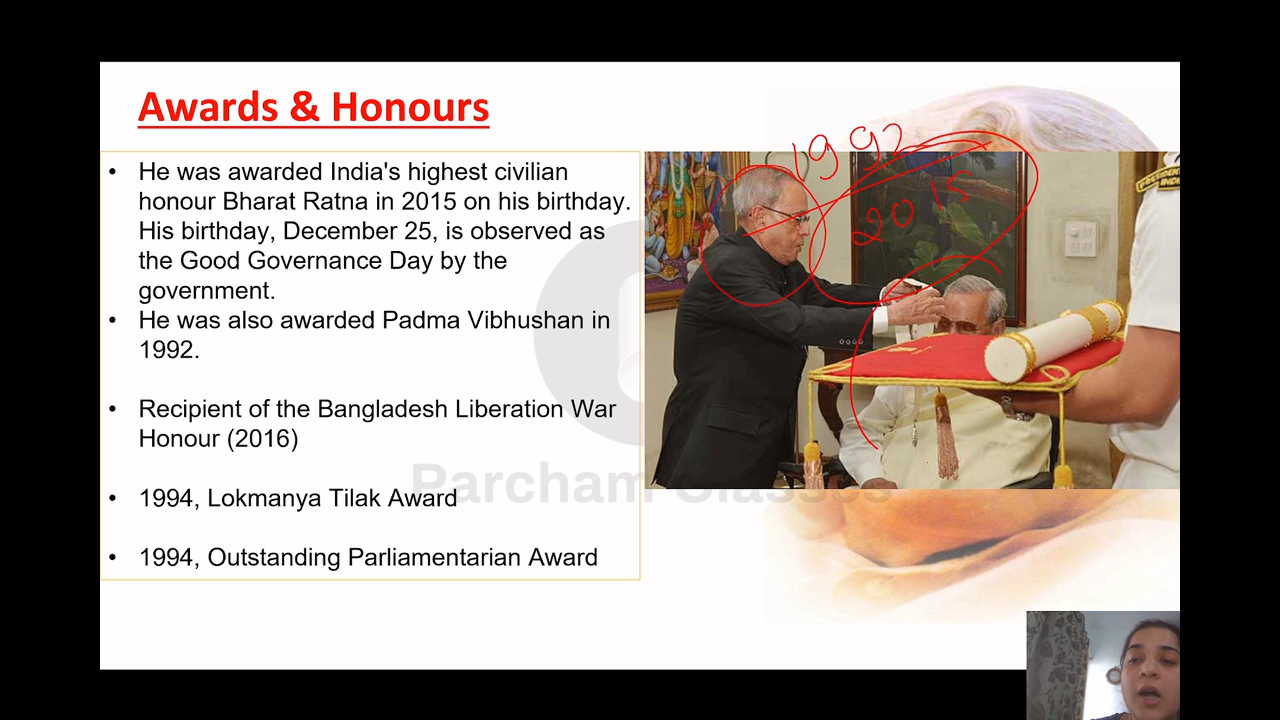 Awards & Honours
• He was awarded India's highest civilian
honour Bharat Ratna in 2015 on his birthday.
His birthday, December 25, is observed as
the Good Governance Day by the
government.
• He was also awarded Padma Vibhushan in
1992.
• Recipient of the Bangladesh Liberation War
Honour (2016)
• 1994, Lokmanya Tilak Award
• 1994, Outstanding Parliamentarian Award
1992
2015
Parcham Classes